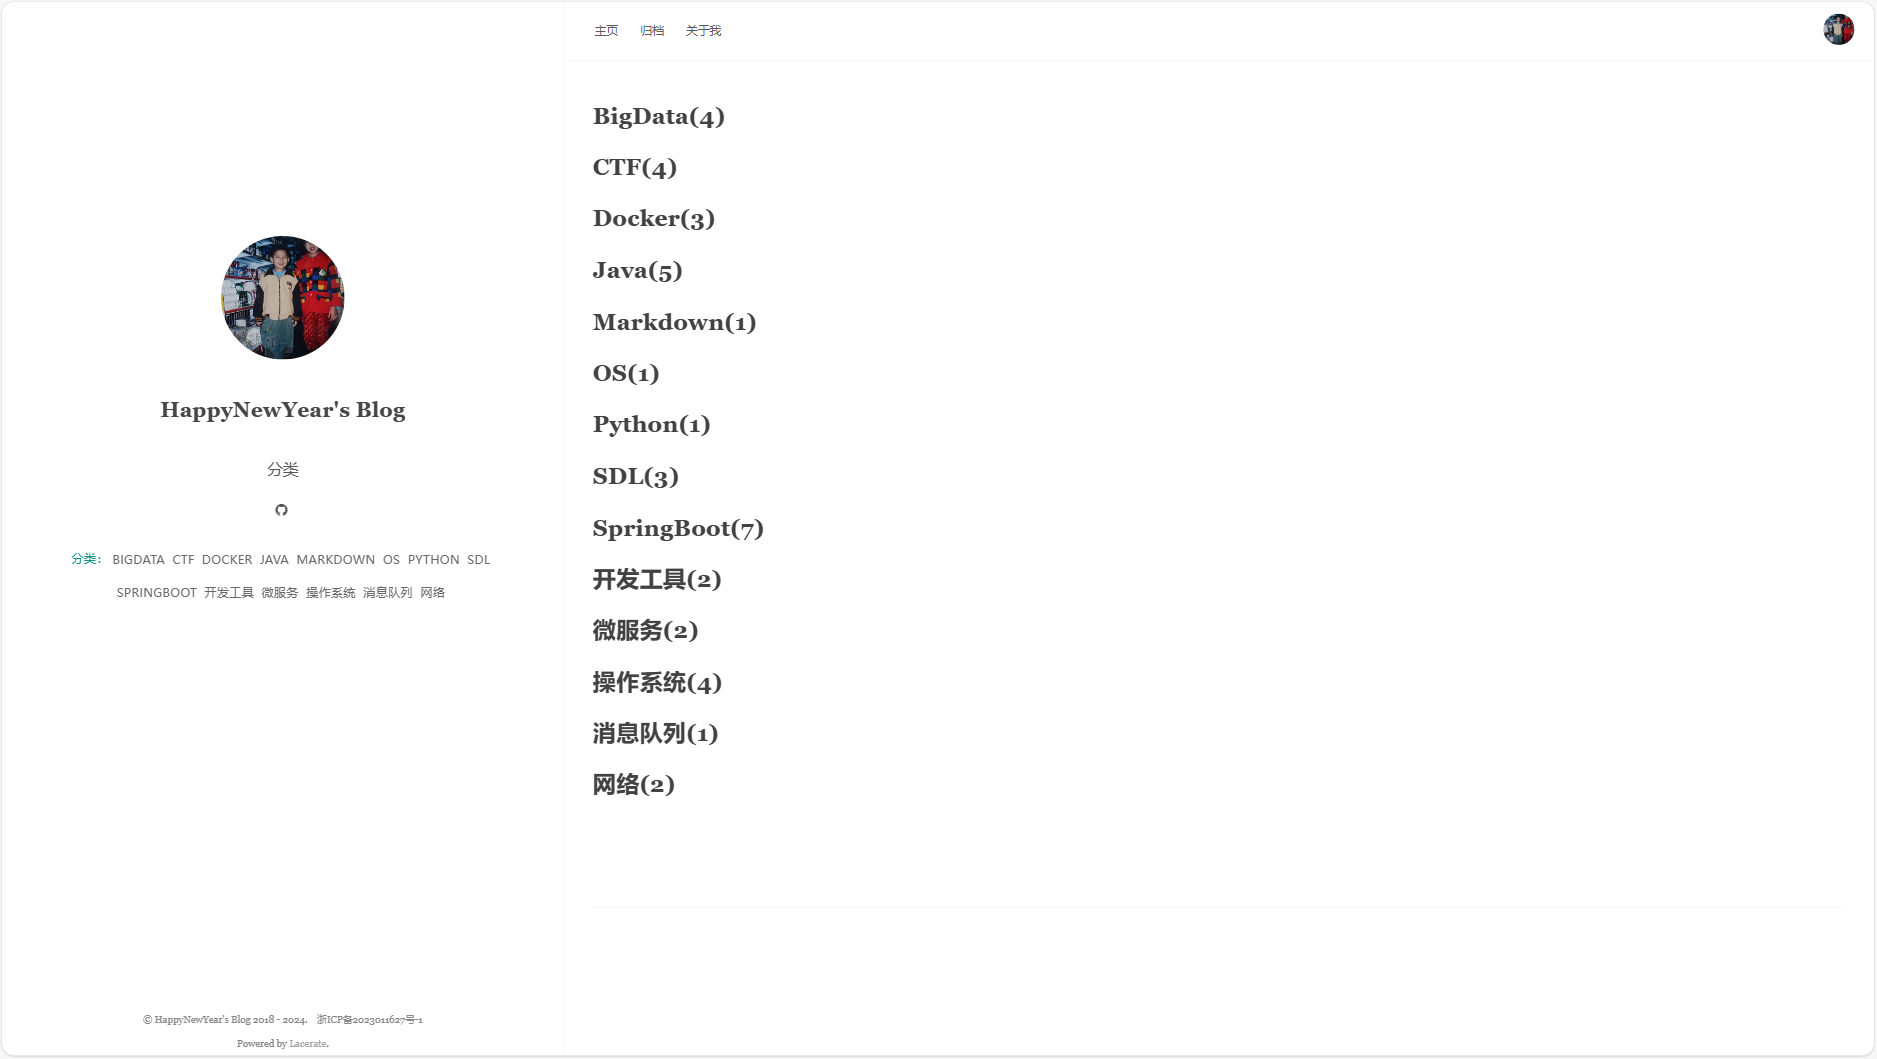 主页 归档 关于我
HappyNewYear's Blog
分类
分类： BIGDATA CTF DOCKER JAVA MARKDOWN OS PYTHON SDL
SPRINGBOOT 开发工具 微服务 操作系统 消息队列 网络
© HappyNewYear's Blog 2018 - 2024. 浙ICP备2023011627号-1
Powered by Lacerate.
BigData(4)
CTF(4)
Docker(3)
Java(5)
Markdown(1)
OS(1)
Python(1)
SDL(3)
SpringBoot(7)
开发工具(2)
微服务(2)
操作系统(4)
消息队列(1)
网络(2)